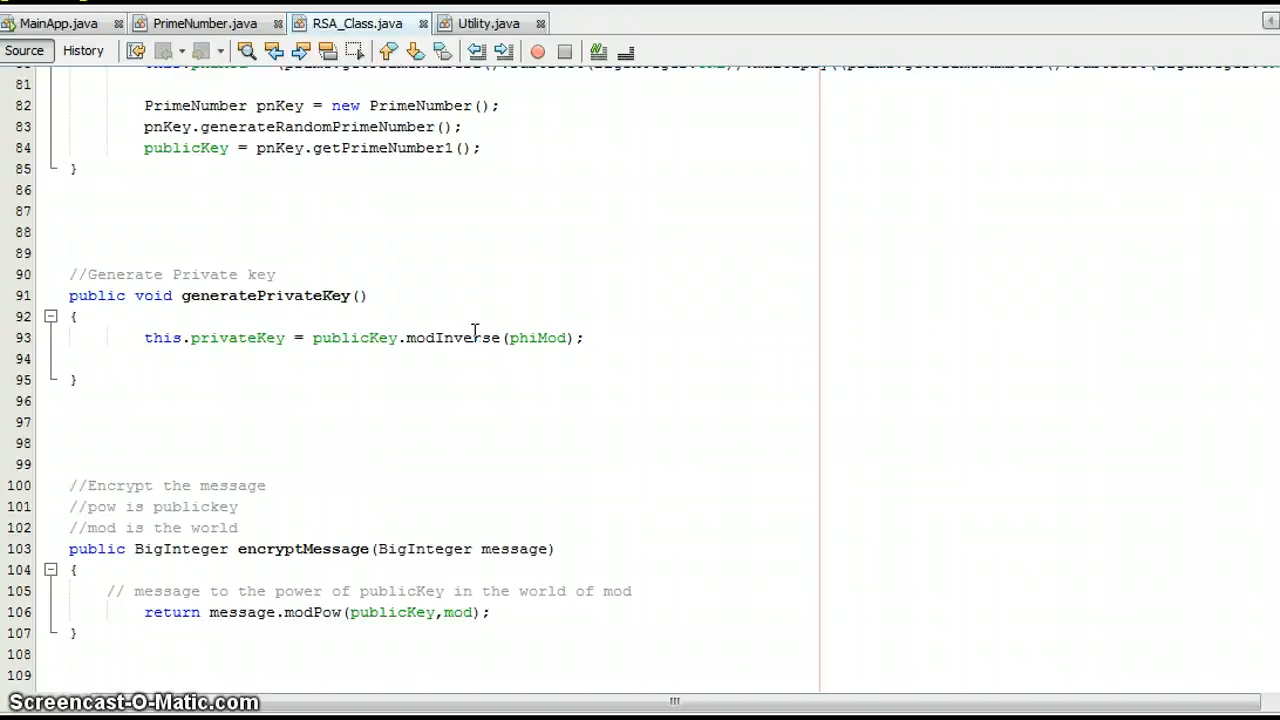 MainApp.java PrimeNumber.java RSA_Class.java Utility.java
Source History
81
82 PrimeNumber pnKey = new PrimeNumber();
83 pnKey.generateRandomPrimeNumber();
84 publicKey = pnKey.getPrimeNumber1();
85 }
86
87
88
89
90 //Generate Private key
91 public void generatePrivateKey()
92 {
93 this.privateKey = publicKey.modInverse(phiMod);
94
95 }
96
97
98
99
100 //Encrypt the message
101 //pow is publickey
102 //mod is the world
103 public BigInteger encryptMessage(BigInteger message)
104 {
105 // message to the power of publicKey in the world of mod
106 return message.modPow(publicKey,mod);
107 }
108
109
Screencast-O-Matic.com